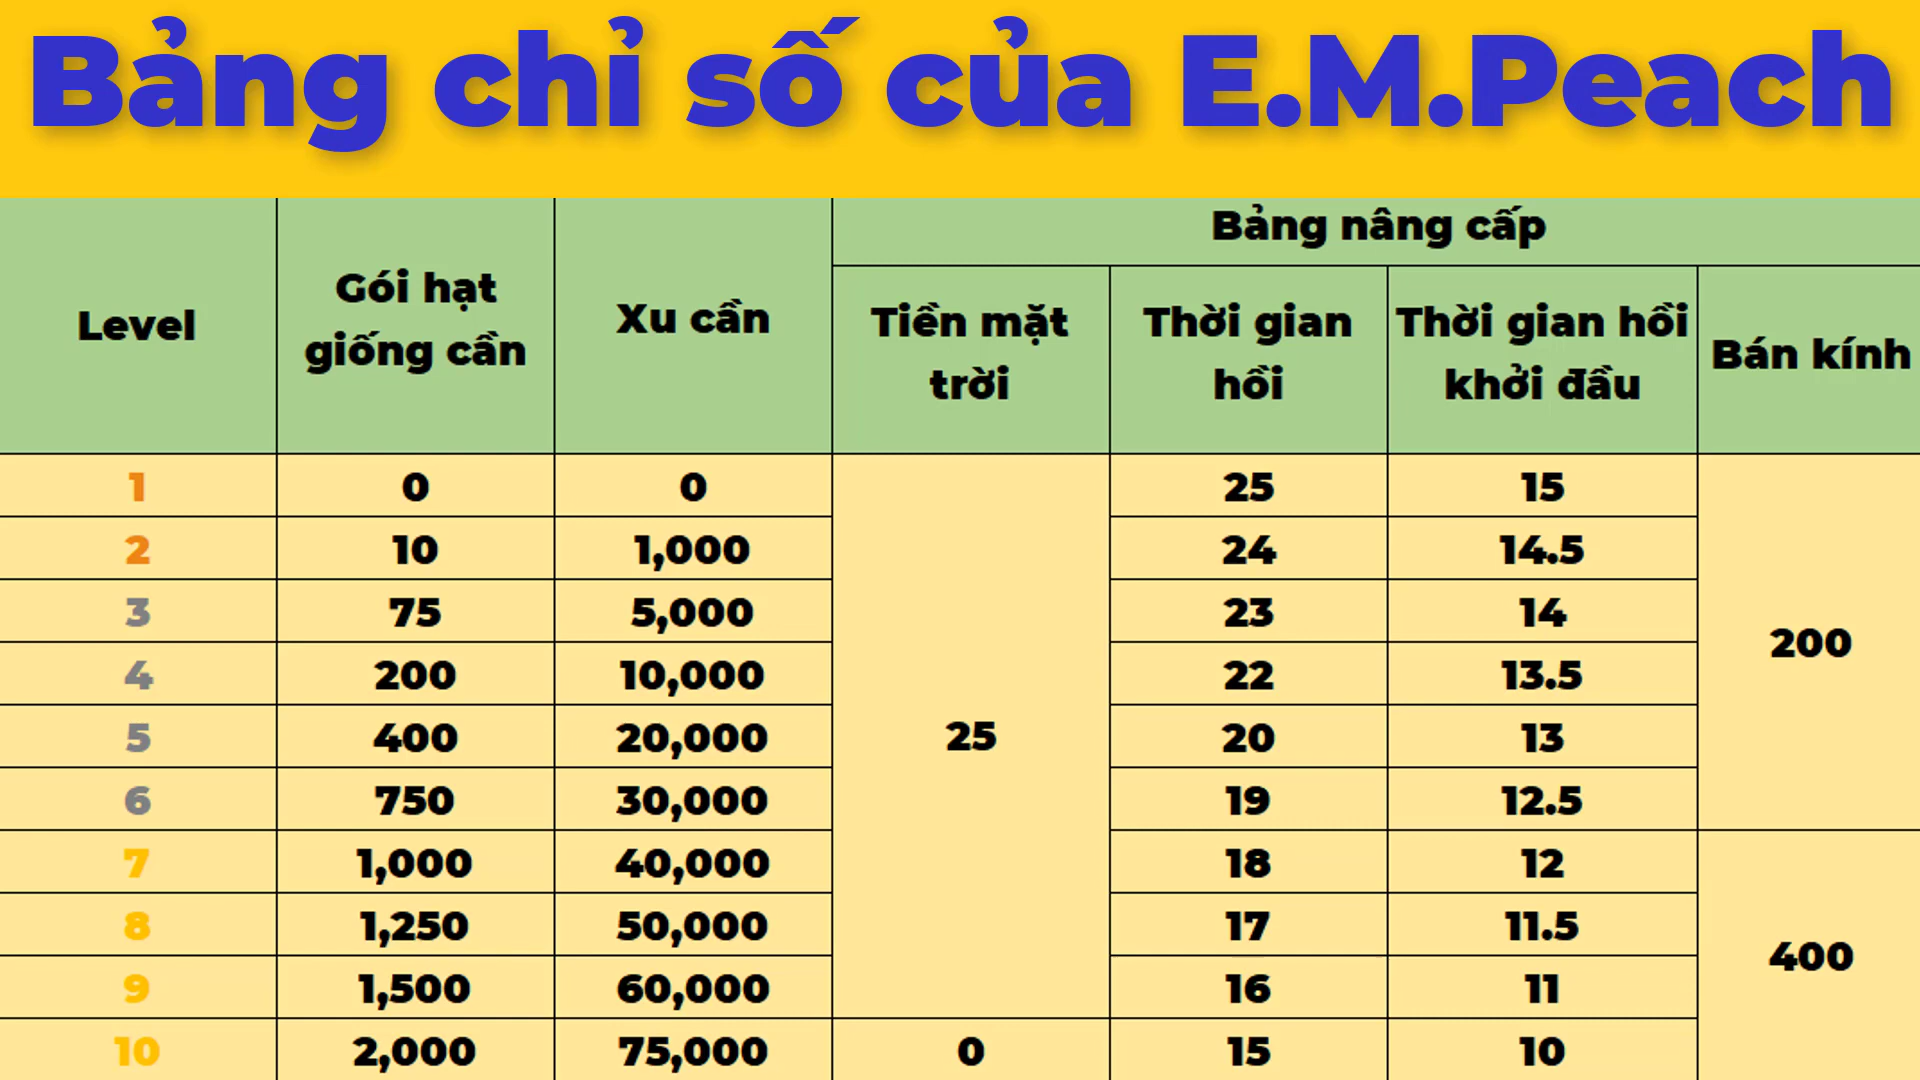 Bảng chỉ số của E.M.Peach
Bảng nâng cấp
Level
Gói hạt
giống cần
Xu cần
Tiền mặt
trời
Thời gian
hồi
Thời gian hồi
khởi đầu
Bán kính
1 0 0 25 15
2 10 1,000 24 14.5
3 75 5,000 23 14
200
4 200 10,000 22 13.5
5 400 20,000 25 20 13
6 750 30,000 19 12.5
7 1,000 40,000 18 12
8 1,250 50,000 17 11.5
400
9 1,500 60,000 16 11
10 2,000 75,000 0 15 10